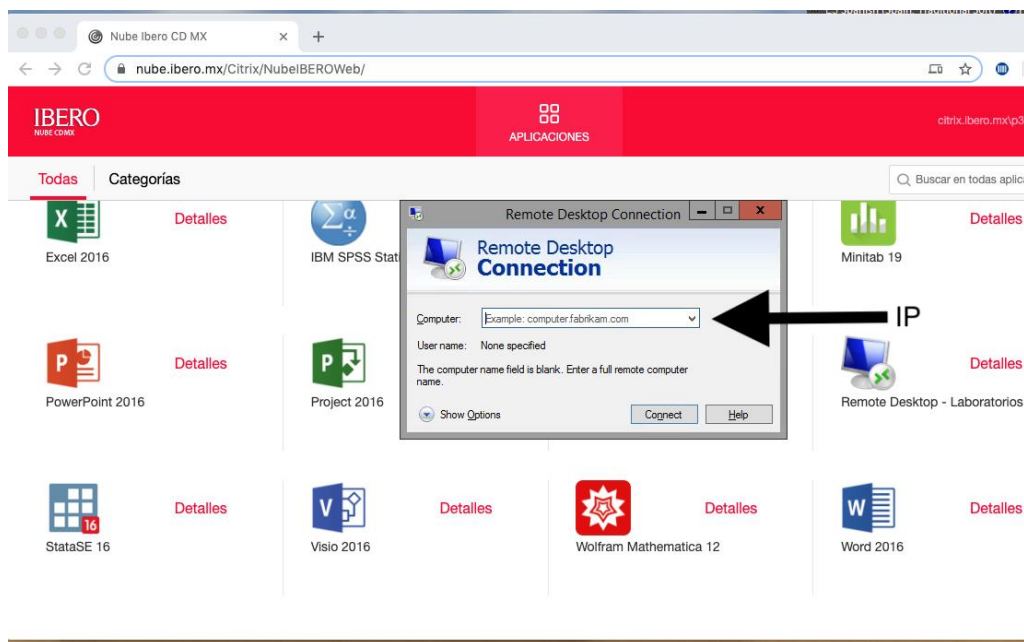 Nube Ibero CD MX
nube.ibero.mx/Citrix/NubeIBEROWeb/
IBERO
NUBE CDMX
APLICACIONES
citrix.ibero.mx\p3
Todas Categorías
Buscar en todas aplic
Excel 2016
Detalles
IBM SPSS Stat
Remote Desktop Connection
Remote Desktop
Connection
Computer: Example: computer.fabrikam.com
User name: None specified
The computer name field is blank. Enter a full remote computer
name.
Show Options Connect Help
IP
Minitab 19
Detalles
PowerPoint 2016
Detalles
Project 2016
Remote Desktop - Laboratorios
Detalles
StataSE 16
16
Detalles
Visio 2016
Detalles
Wolfram Mathematica 12
Detalles
Word 2016
Detalles